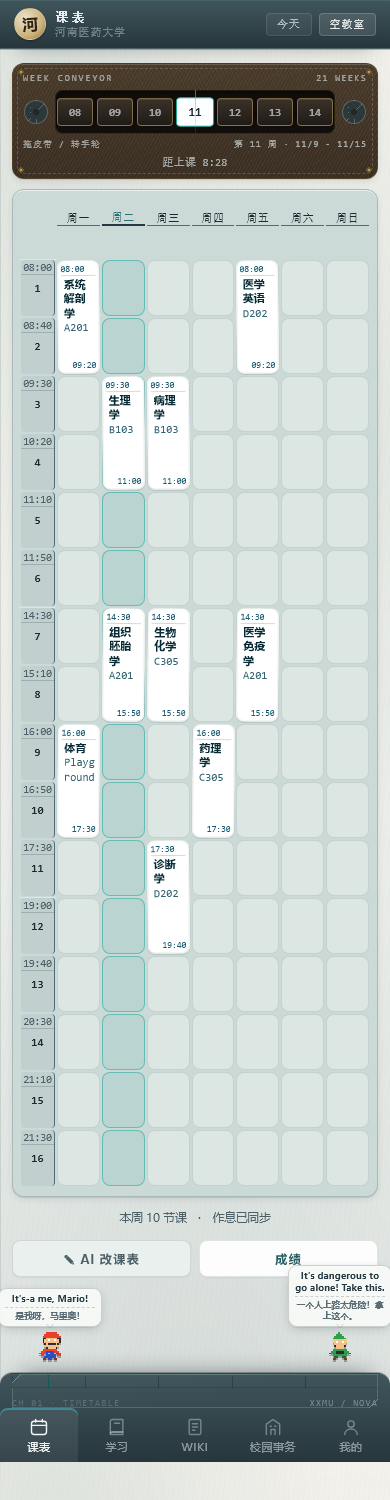 河
课表
河南医药大学
今天
空教室
WEEK CONVEYOR
21 WEEKS
08 09 10 11 12 13 14
拖皮带 / 转手轮
第 11 周 · 11/9 - 11/15
距上课 8:28
周一 周二 周三 周四 周五 周六 周日
08:00
1
08:00
系统
解剖
学
A201
09:20
08:00
医学
英语
D202
09:20
08:40
2
09:30
3
09:30
生理
学
B103
11:00
09:30
病理
学
B103
11:00
10:20
4
11:10
5
11:50
6
14:30
7
14:30
组织
胚胎
学
A201
15:50
14:30
生物
化学
C305
15:50
14:30
医学
免疫
学
A201
15:50
15:10
8
16:00
9
16:00
体育
Playg
round
17:30
16:00
药理
学
C305
17:30
16:50
10
17:30
11
17:30
诊断
学
D202
19:40
19:00
12
19:40
13
20:30
14
21:10
15
21:30
16
本周 10 节课 · 作息已同步
AI 改课表
成绩
It's-a me, Mario!
是我呀，马里奥!
It's dangerous to
go alone! Take this.
一个人上路太危险! 拿
上这个。
CH 01 · TIMETABLE
XXMU / NOVA
课表
学习
WIKI
校园事务
我的